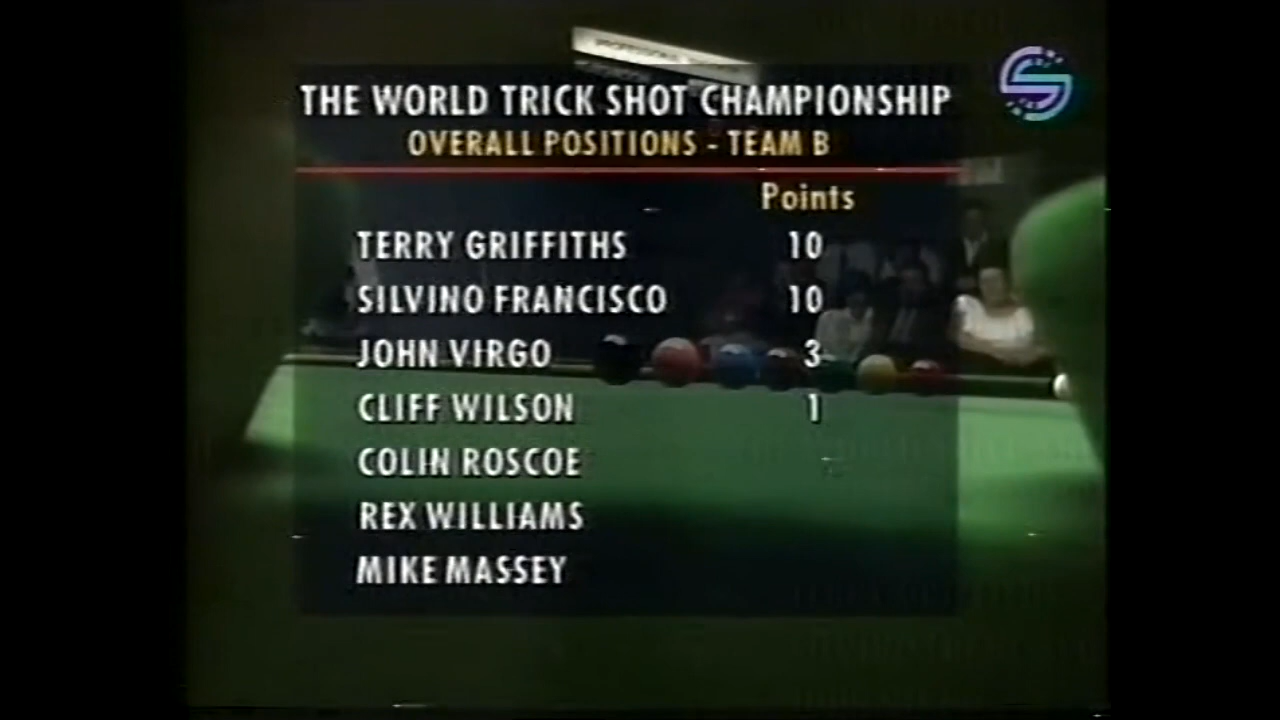 THE WORLD TRICK SHOT CHAMPIONSHIP
OVERALL POSITIONS - TEAM B
Points
TERRY GRIFFITHS 10
SILVINO FRANCISCO 10
JOHN VIRGO 3
CLIFF WILSON 1
COLIN ROSCOE
REX WILLIAMS
MIKE MASSEY